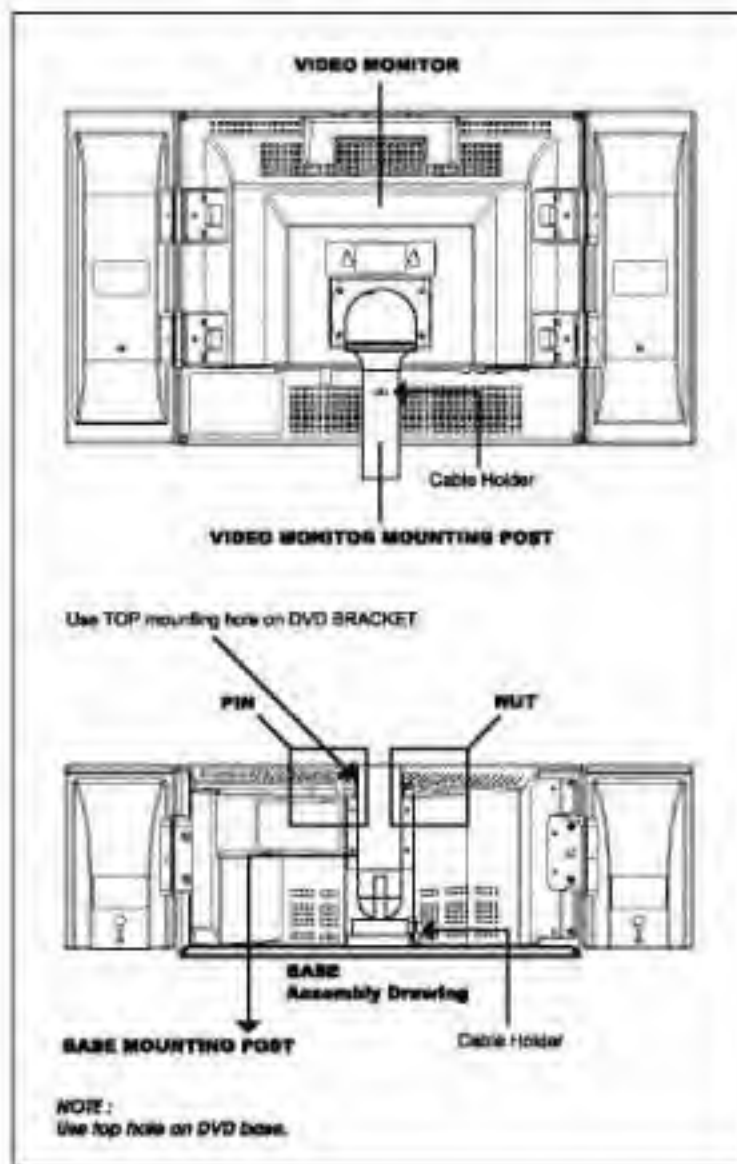 VIDEO MONITOR
Cable Holder
VIDEO MONITOR MOUNTING POST
Use TOP mounting hole on DVD BRACKET
PIN
NUT
BASE
Assembly Drawing
BASE MOUNTING POST
Cable Holder
NOTE :
Use top hole on DVD base.